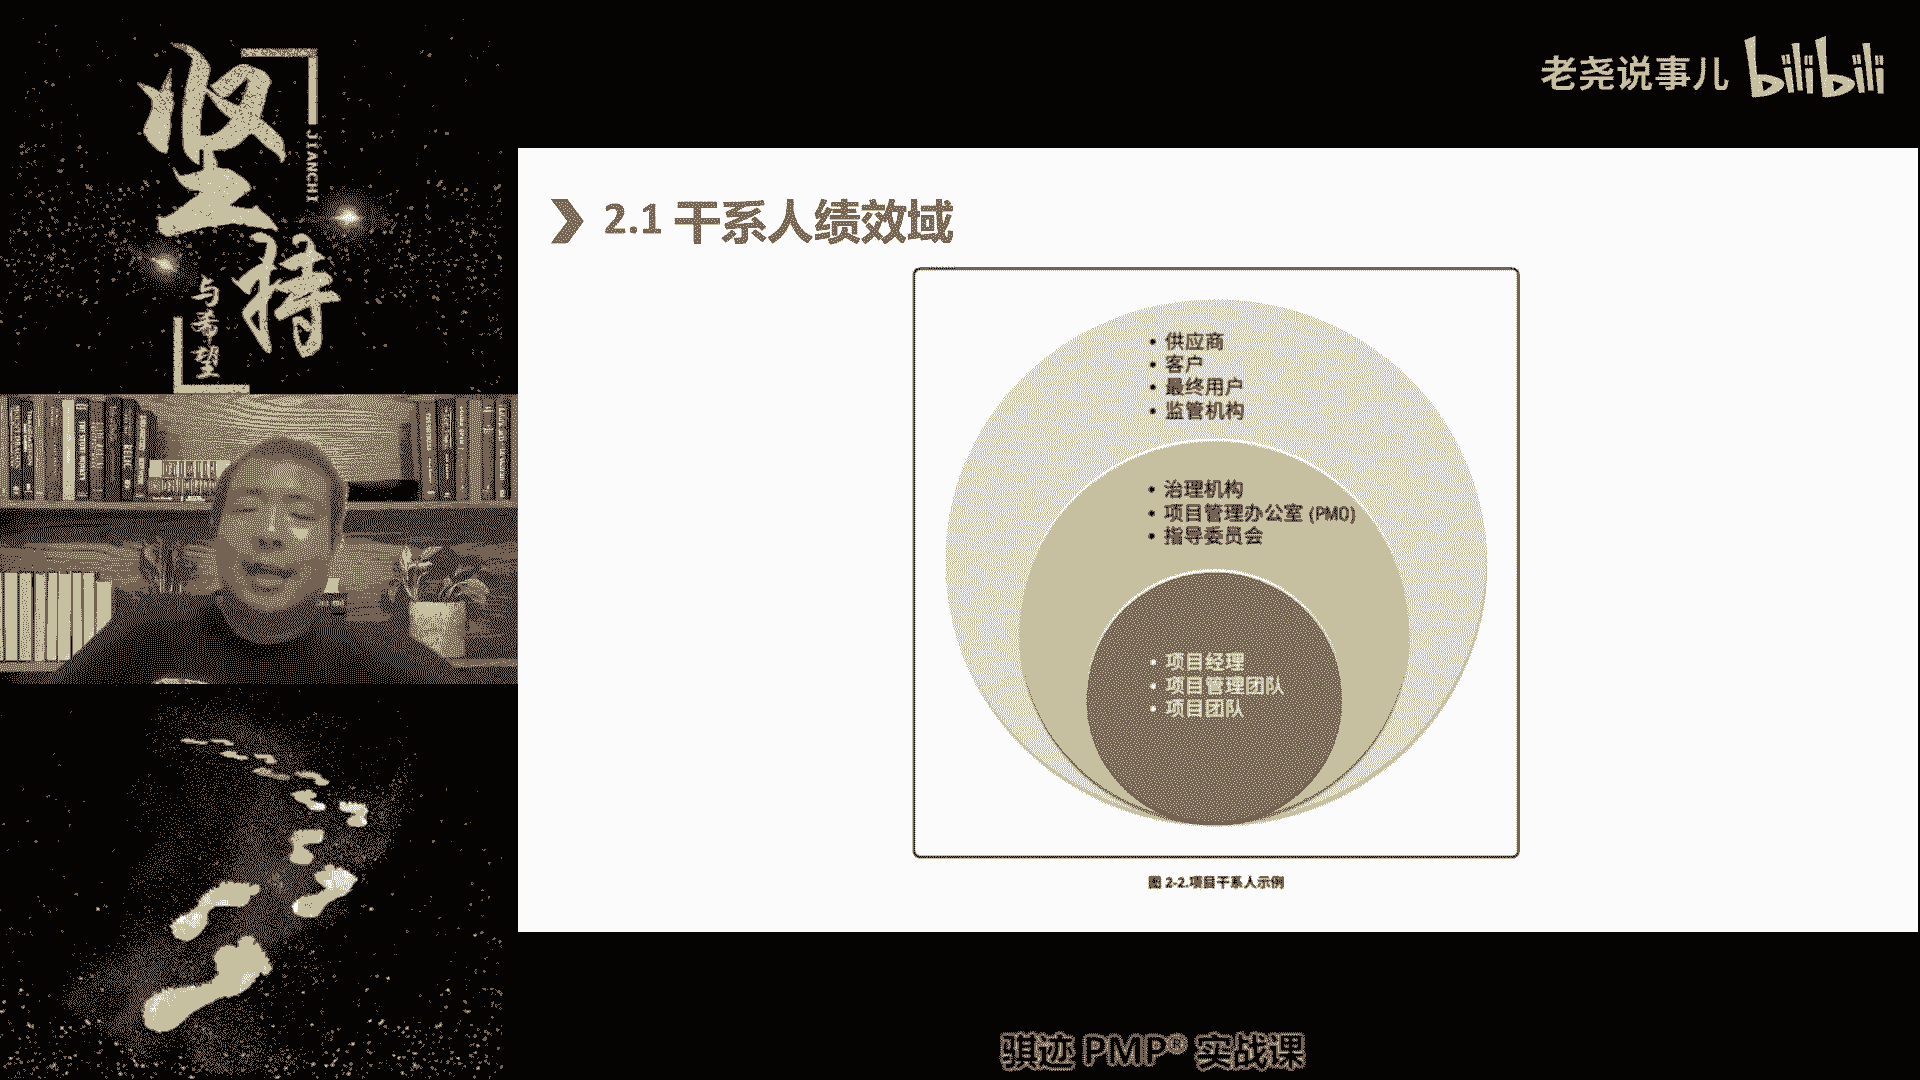 坚持
JIANCHI
与希望
老尧说事儿 bilibili
2.1 干系人绩效域
• 供应商
• 客户
• 最终用户
• 监管机构
• 治理机构
• 项目管理办公室 (PMO)
• 指导委员会
• 项目经理
• 项目管理团队
• 项目团队
图 2-2.项目干系人示例
骐迹 PMP® 实战课